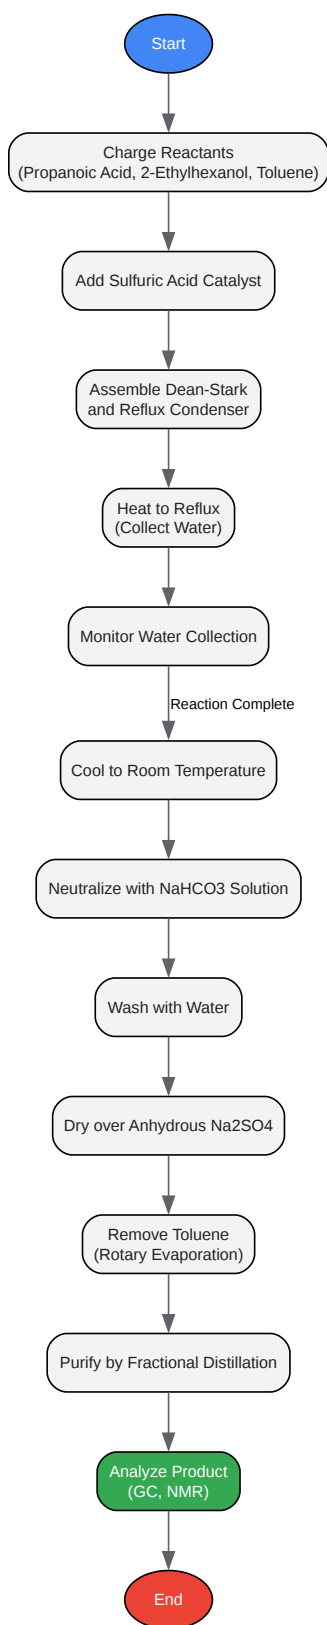 Start
Charge Reactants
(Propanoic Acid, 2-Ethylhexanol, Toluene)
Add Sulfuric Acid Catalyst
Assemble Dean-Stark
and Reflux Condenser
Heat to Reflux
(Collect Water)
Monitor Water Collection
Reaction Complete
Cool to Room Temperature
Neutralize with NaHCO3 Solution
Wash with Water
Dry over Anhydrous Na2SO4
Remove Toluene
(Rotary Evaporation)
Purify by Fractional Distillation
Analyze Product
(GC, NMR)
End